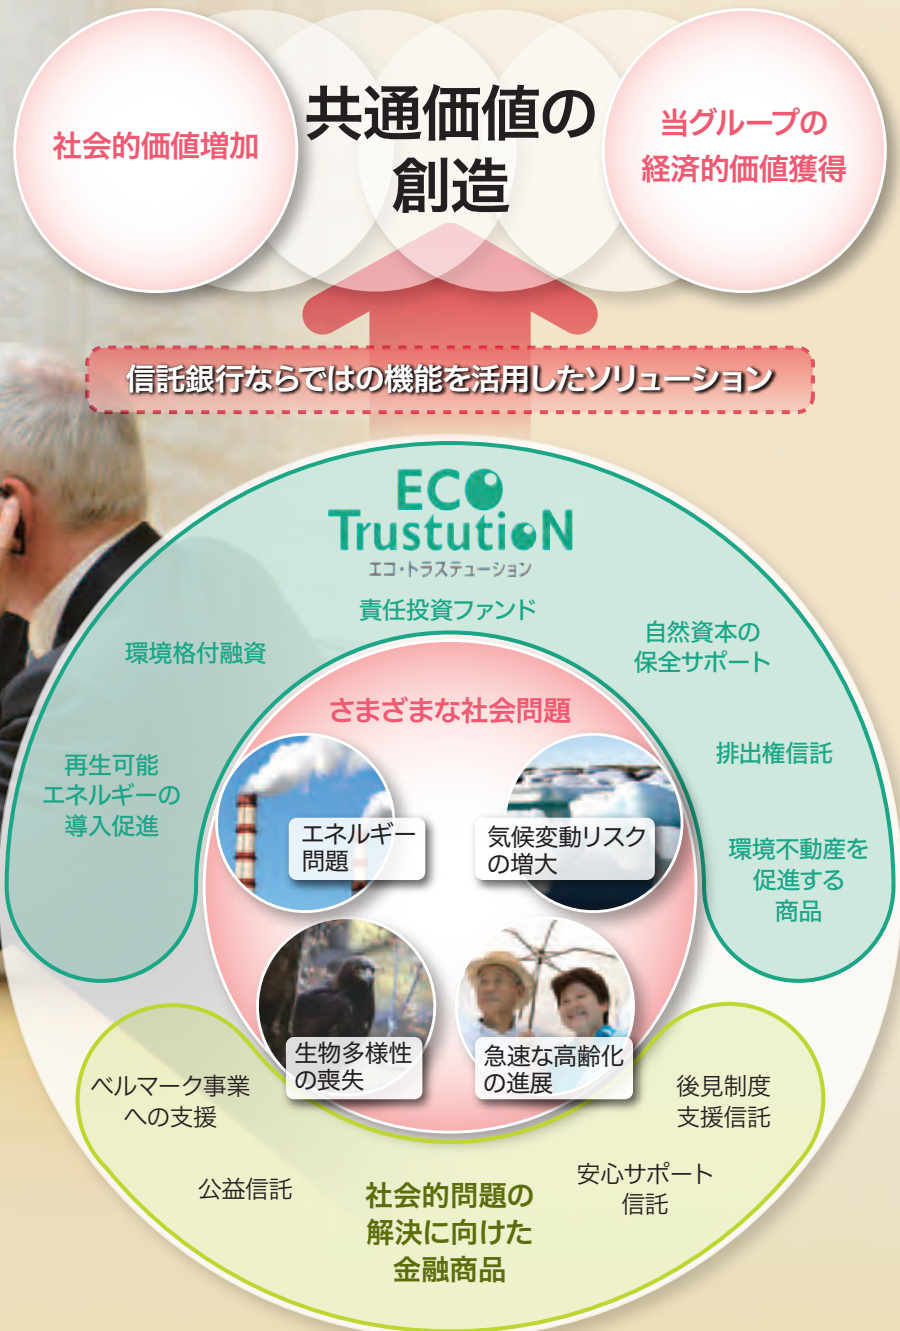 社会的価値増加
共通価値の
創造
当グループの
経済的価値獲得
信託銀行ならではの機能を活用したソリューション
ECO
TrustutioN
エコ・トラステューション
責任投資ファンド
環境格付融資
自然資本の
保全サポート
再生可能
エネルギーの
導入促進
排出権信託
環境不動産を
促進する
商品
さまざまな社会問題
エネルギー
問題
気候変動リスク
の増大
生物多様性
の喪失
急速な高齢化
の進展
ベルマーク事業
への支援
後見制度
支援信託
公益信託
安心サポート
信託
社会的問題の
解決に向けた
金融商品